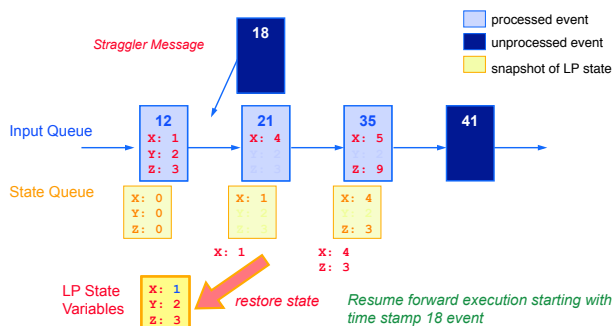 18
Straggler Message
processed event
unprocessed event
snapshot of LP state
Input Queue
12
X: 1
Y: 2
Z: 3
21
X: 4
35
X: 5
Z: 9
41
State Queue
X: 0
Y: 0
Z: 0
X: 1
X: 4
Z: 3
X: 1
X: 4
Z: 3
LP State
Variables
X: 1
Y: 2
Z: 3
restore state
Resume forward execution starting with
time stamp 18 event